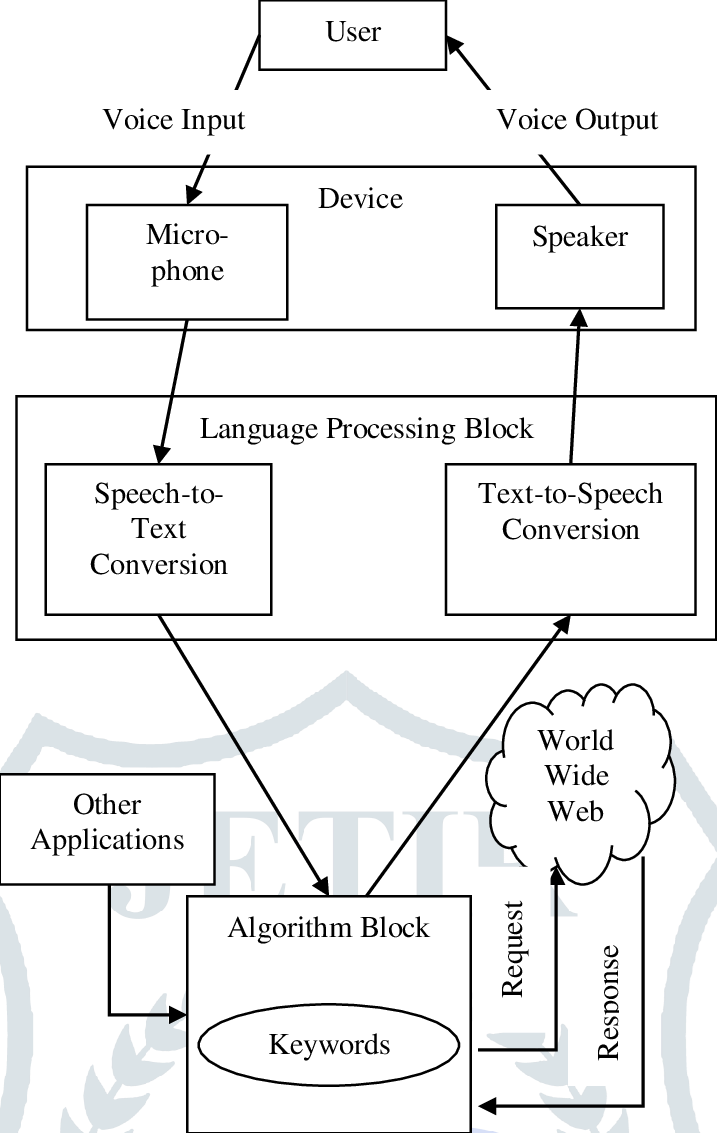 User
Voice Input
Voice Output
Device
Micro-
phone
Speaker
Language Processing Block
Speech-to-
Text
Conversion
Text-to-Speech
Conversion
World
Wide
Web
Other
Applications
JETIR
Algorithm Block
Keywords
Request
Response